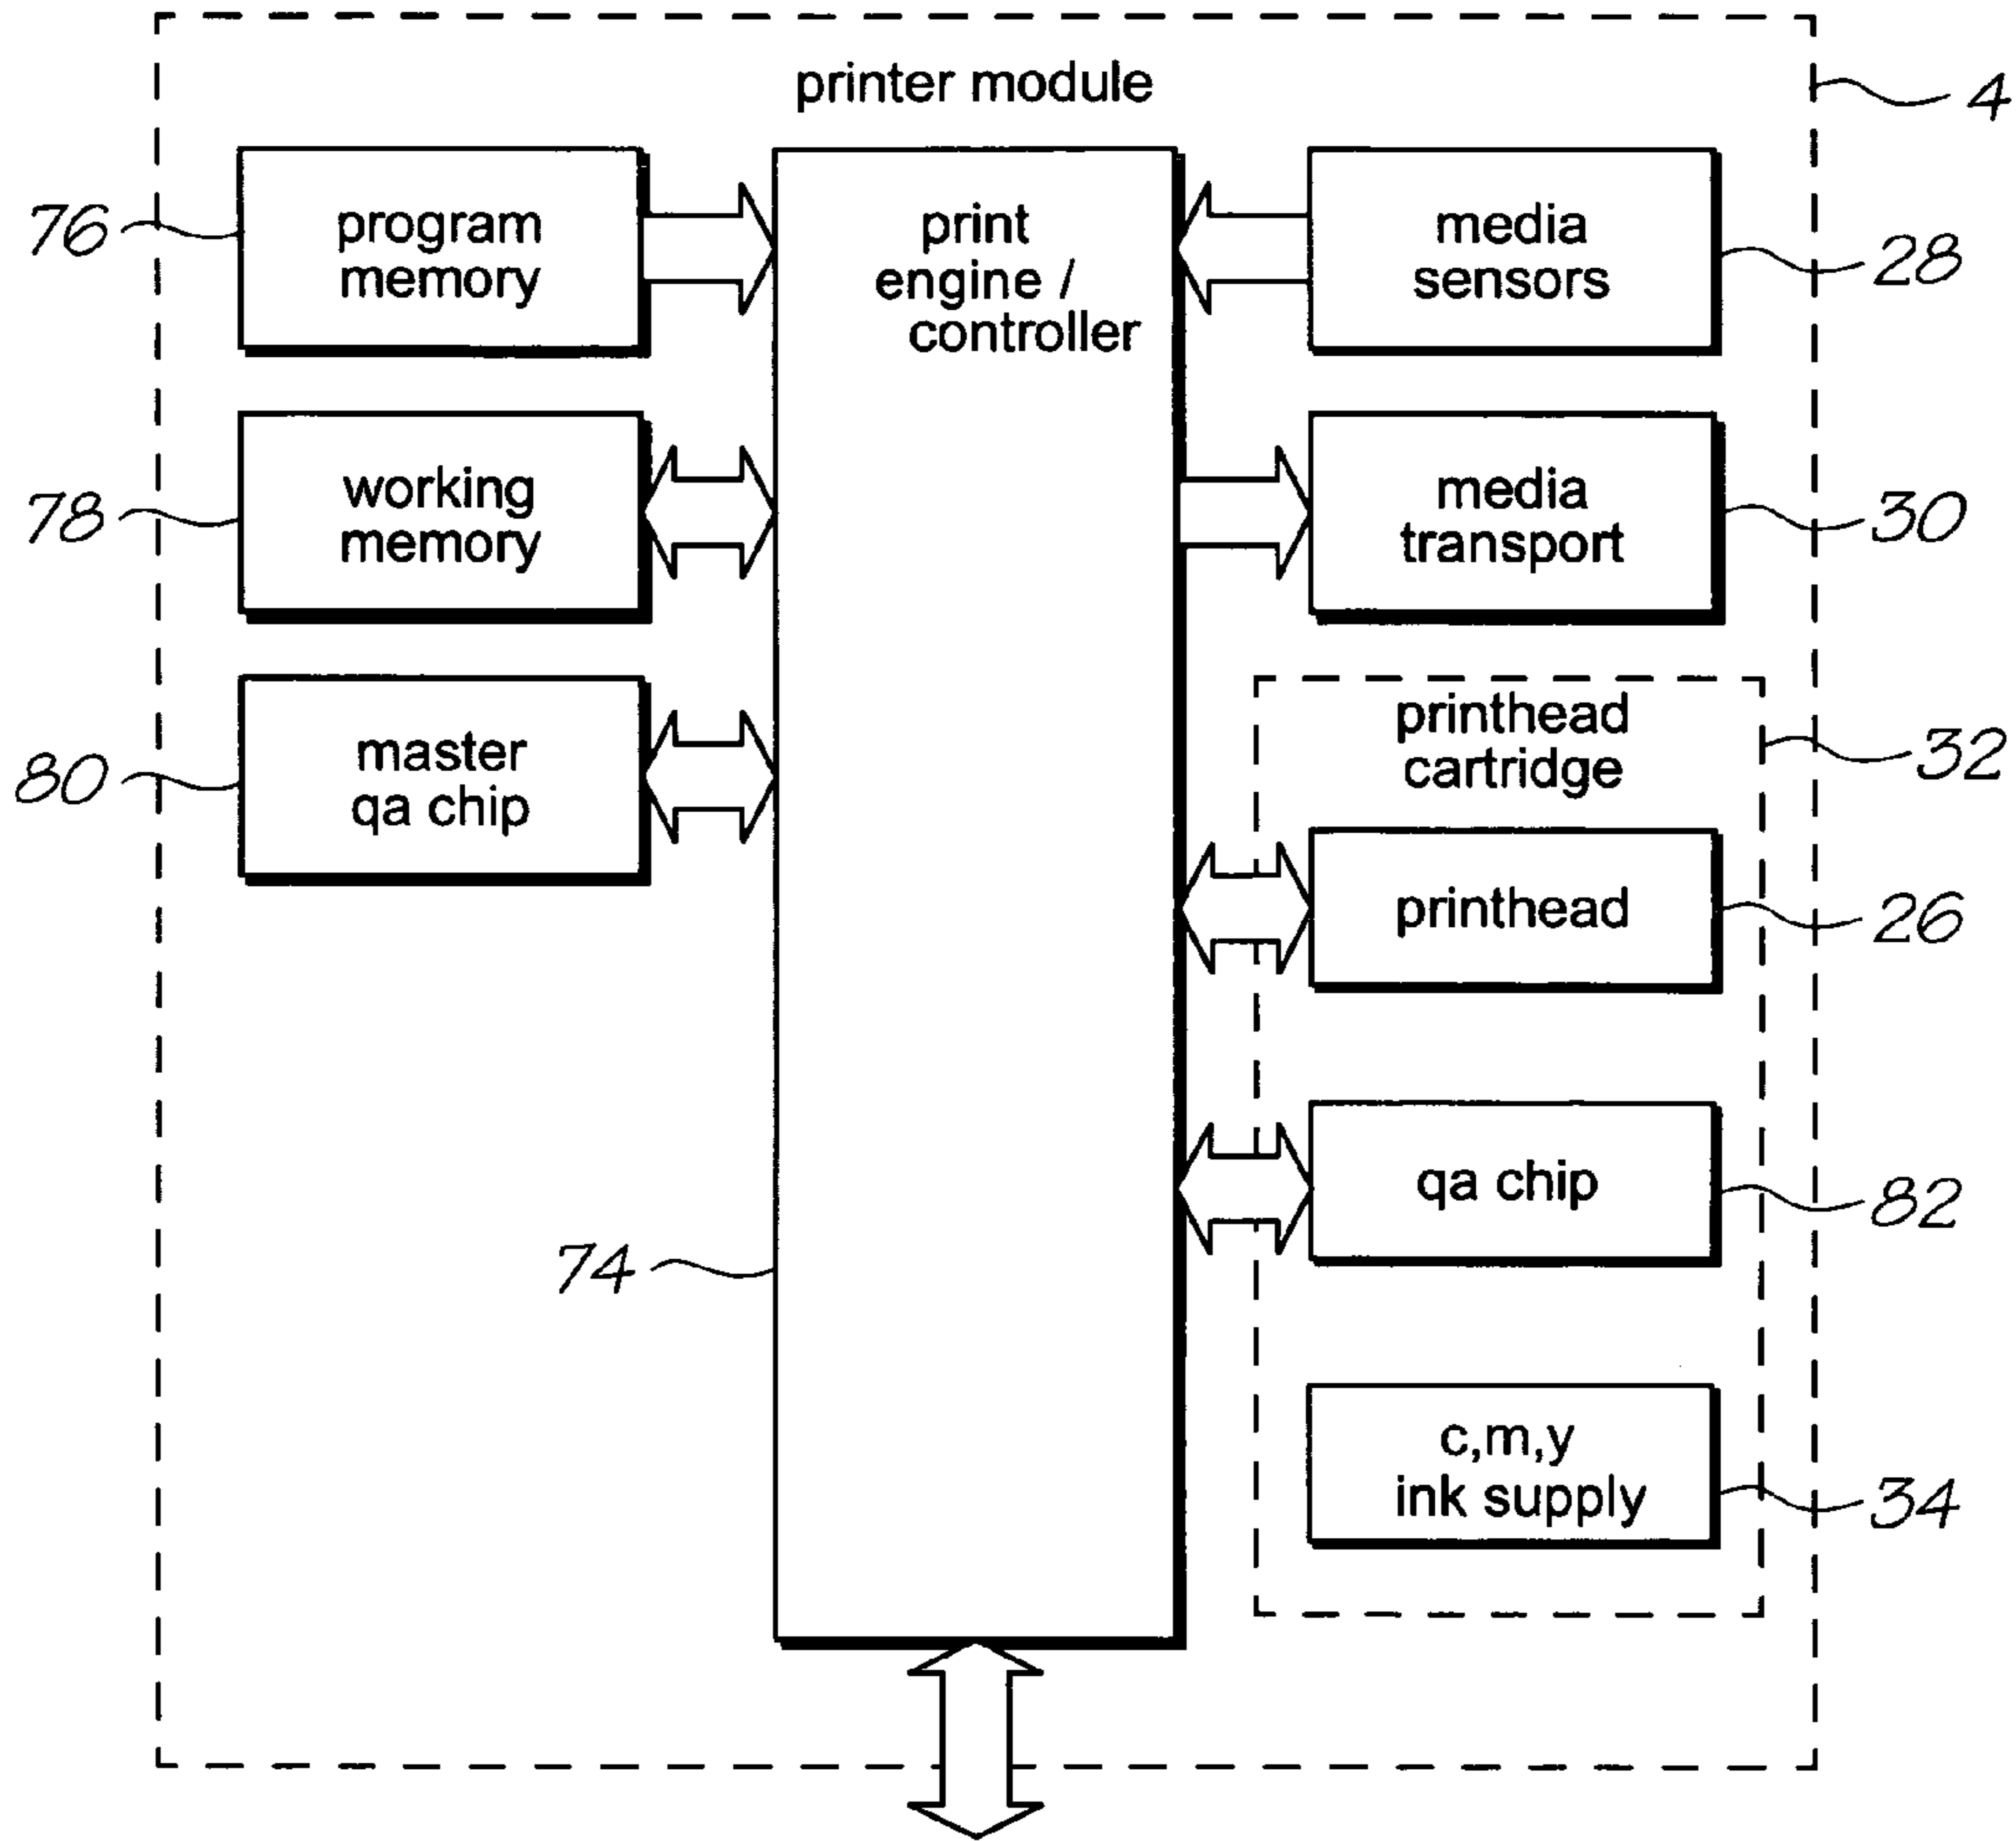 printer module
4
76
program
memory
print
engine /
controller
media
sensors
28
78
working
memory
media
transport
30
80
master
qa chip
printhead
cartridge
32
printhead
26
qa chip
82
74
c,m,y
ink supply
34